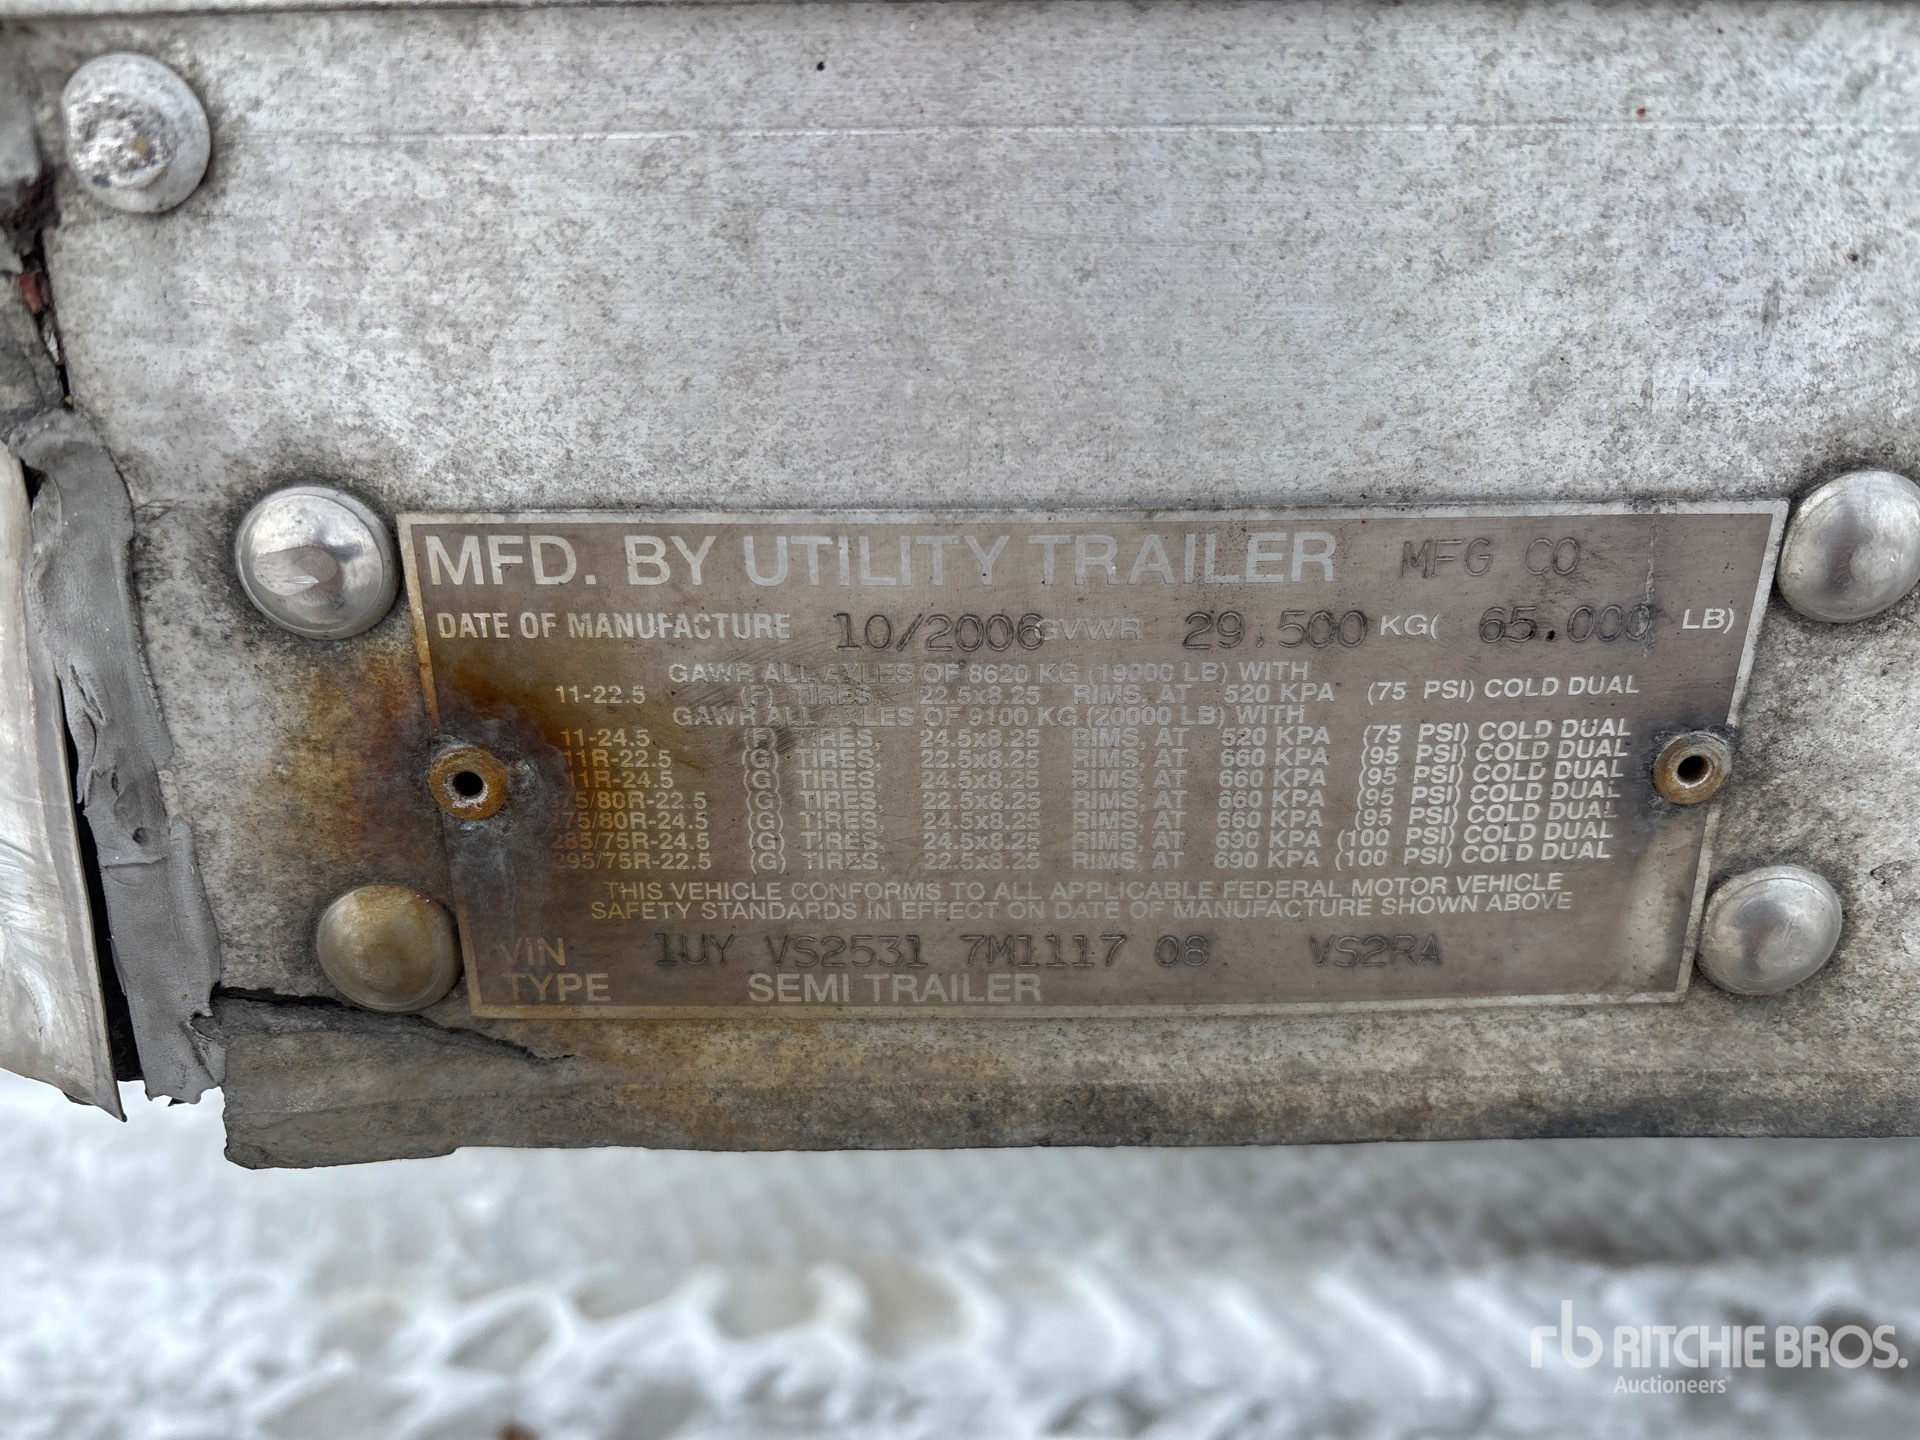 MFD. BY UTILITY TRAILER MFG CO
DATE OF MANUFACTURE 10/2006 GVWR 29,500 KG( 65.000 LB)
GAWR ALL AXLES OF 8620 KG (19000 LB) WITH
11-22.5 (F) TIRES, 22.5x8.25 RIMS, AT 520 KPA (75 PSI) COLD DUAL
GAWR ALL AXLES OF 9100 KG (20000 LB) WITH
11-24.5 (F) TIRES, 24.5x8.25 RIMS, AT 520 KPA (75 PSI) COLD DUAL
11R-22.5 (G) TIRES, 22.5x8.25 RIMS, AT 660 KPA (95 PSI) COLD DUAL
11R-24.5 (G) TIRES, 24.5x8.25 RIMS, AT 660 KPA (95 PSI) COLD DUAL
275/80R-22.5 (G) TIRES, 22.5x8.25 RIMS, AT 660 KPA (95 PSI) COLD DUAL
275/80R-24.5 (G) TIRES, 24.5x8.25 RIMS, AT 660 KPA (95 PSI) COLD DUAL
285/75R-24.5 (G) TIRES, 24.5x8.25 RIMS, AT 690 KPA (100 PSI) COLD DUAL
295/75R-22.5 (G) TIRES, 22.5x8.25 RIMS, AT 690 KPA (100 PSI) COLD DUAL
THIS VEHICLE CONFORMS TO ALL APPLICABLE FEDERAL MOTOR VEHICLE
SAFETY STANDARDS IN EFFECT ON DATE OF MANUFACTURE SHOWN ABOVE
VIN 1UY VS2531 7M1117 08 VS2RA
TYPE SEMI TRAILER
rb RITCHIE BROS.
Auctioneers